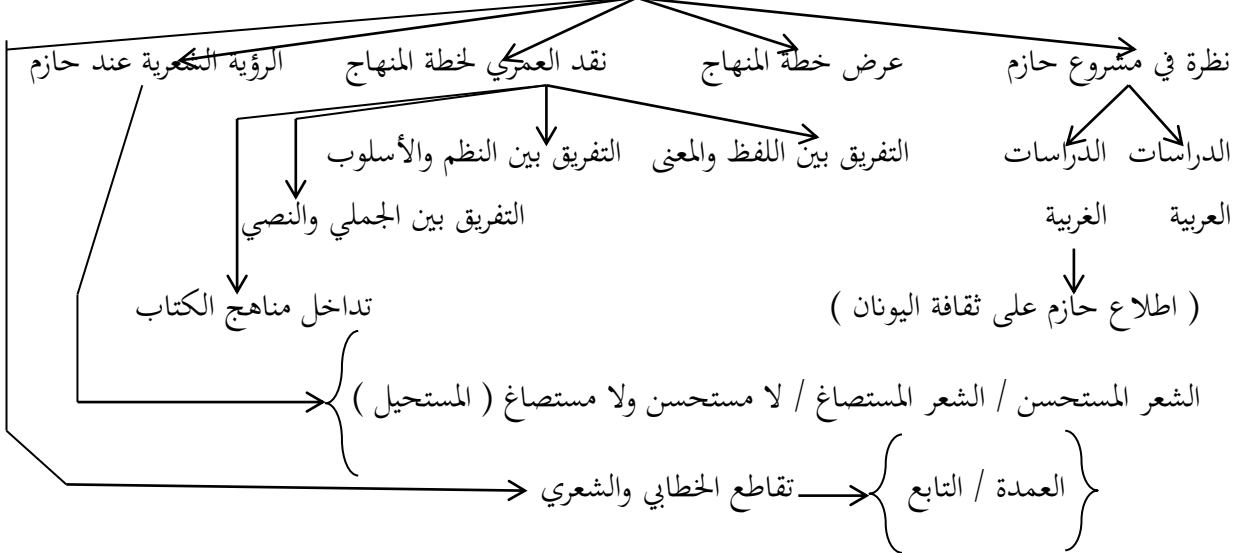 نظرة في مشروع حازم عرض خطة المنهاج نقد العمري لخطة المنهاج الرؤية الشعرية عند حازم
الدراسات الدراسات التفريق بين اللفظ والمعنى التفريق بين النظم والأسلوب
العربية الغربية التفريق بين الجملي والنصي
( اطلاع حازم على ثقافة اليونان ) تداخل مناهج الكتاب
الشعر المستحسن / الشعر المستصاغ / لا مستحسن ولا مستصاغ ( المستحيل )
العمدة / التابع تقاطع الخطابي والشعري